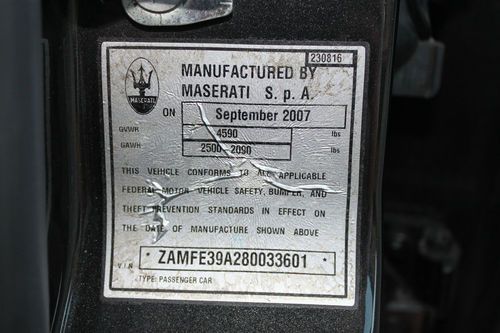 230816
MANUFACTURED BY
MASERATI S. p. A.
MASERATI
ON September 2007
GVWR 4590 lbs
GAWR 2500-2090 lbs
THIS VEHICLE CONFORMS TO ALL APPLICABLE
FEDERAL MOTOR VEHICLE SAFETY, BUMPER, AND
THEFT PREVENTION STANDARDS IN EFFECT ON
THE DATE OF MANUFACTURE SHOWN ABOVE
V.I.N. ZAMFE39A280033601
TYPE: PASSENGER CAR